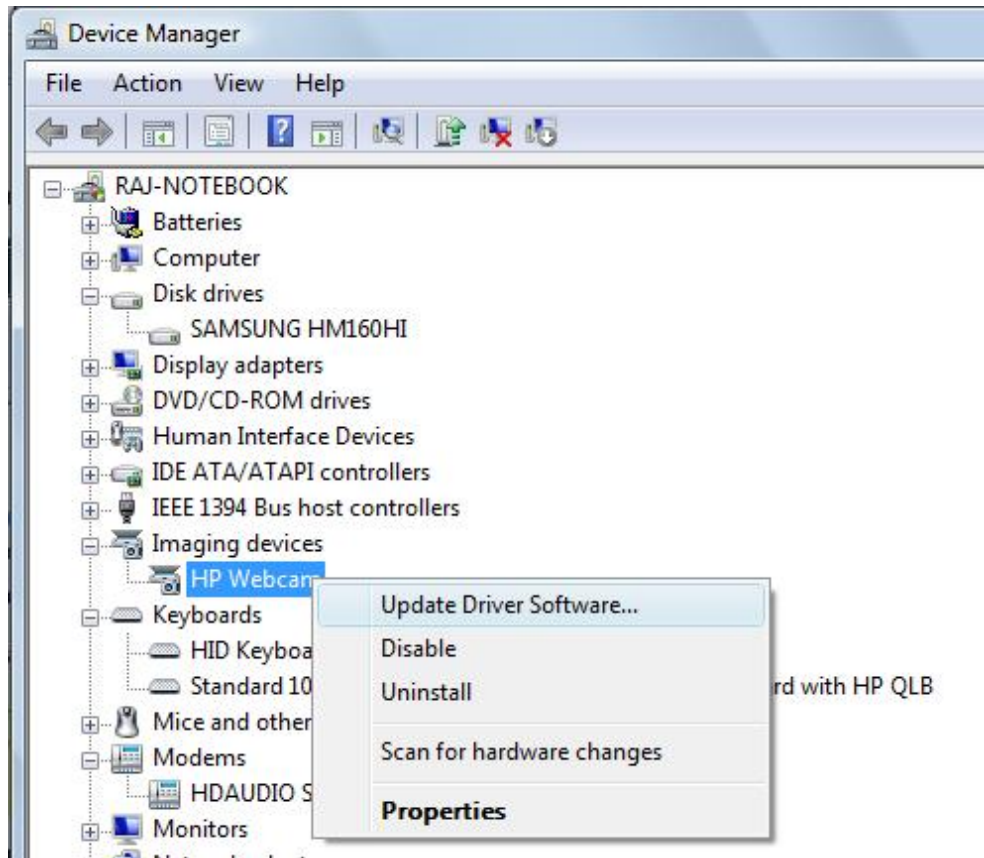 Device Manager
File Action View Help
RAJ-NOTEBOOK
Batteries
Computer
Disk drives
SAMSUNG HM160HI
Display adapters
DVD/CD-ROM drives
Human Interface Devices
IDE ATA/ATAPI controllers
IEEE 1394 Bus host controllers
Imaging devices
HP Webcam
Update Driver Software...
Keyboards
HID
Disable
Standard
Uninstall
with HP QLB
Mice and other
Modems
Scan for hardware changes
HDAUDIO
Properties
Monitors